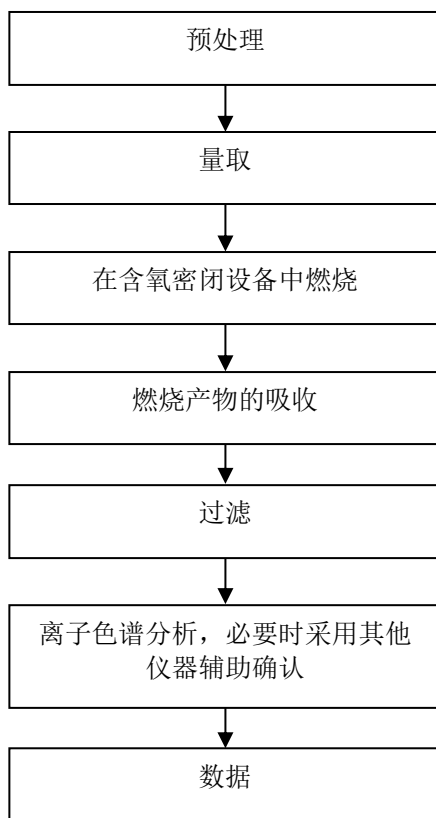 预处理
量取
在含氧密闭设备中燃烧
燃烧产物的吸收
过滤
离子色谱分析，必要时采用其他
仪器辅助确认
数据